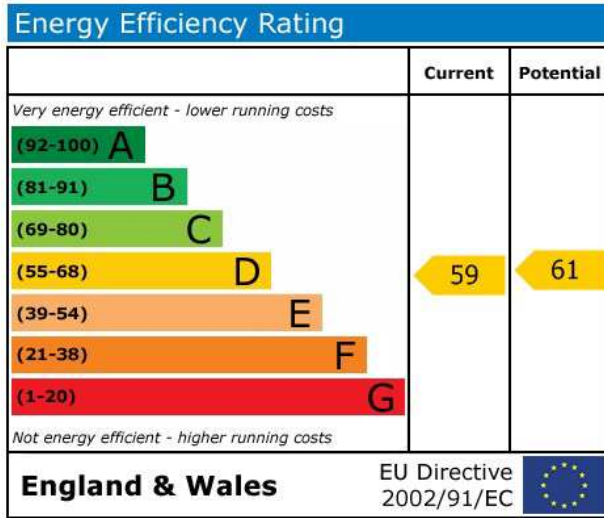 Energy Efficiency Rating
Current Potential
Very energy efficient - lower running costs
(92-100) A
(81-91) B
(69-80) C
(55-68) D 59 61
(39-54) E
(21-38) F
(1-20) G
Not energy efficient - higher running costs
England & Wales
EU Directive
2002/91/EC